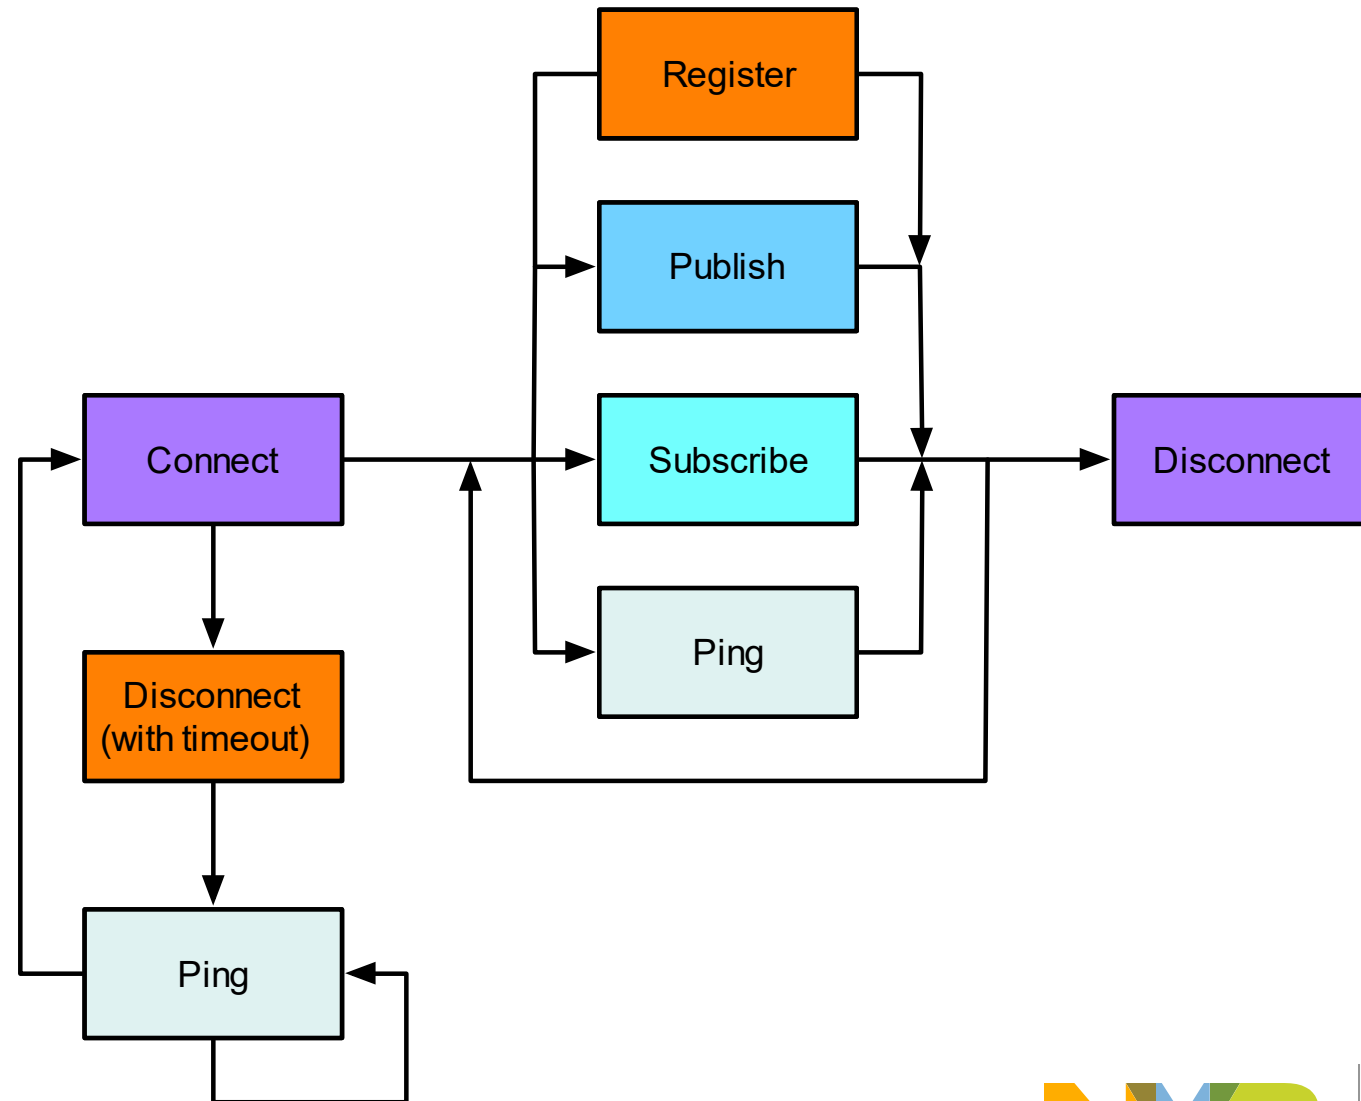 Register
Publish
Connect
Subscribe
Disconnect
Disconnect
(with timeout)
Ping
Ping